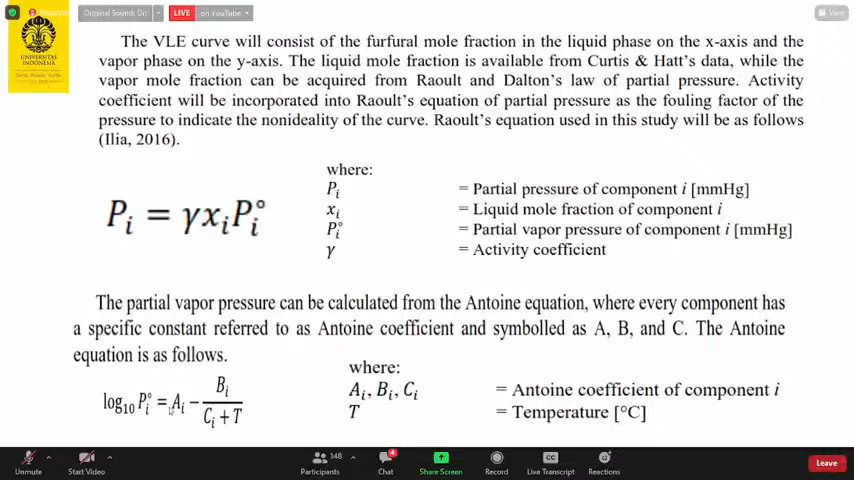 Recording
Original Sound: On
LIVE on YouTube
View
UNIVERSITAS
INDONESIA
The VLE curve will consist of the furfural mole fraction in the liquid phase on the x-axis and the
vapor phase on the y-axis. The liquid mole fraction is available from Curtis & Hatt's data, while the
vapor mole fraction can be acquired from Raoult and Dalton's law of partial pressure. Activity
coefficient will be incorporated into Raoult's equation of partial pressure as the fouling factor of the
pressure to indicate the nonideality of the curve. Raoult's equation used in this study will be as follows
(Ilia, 2016).
where:
P_i = Partial pressure of component i [mmHg]
x_i = Liquid mole fraction of component i
P_i° = Partial vapor pressure of component i [mmHg]
γ = Activity coefficient
P_i = γx_iP_i°
The partial vapor pressure can be calculated from the Antoine equation, where every component has
a specific constant referred to as Antoine coefficient and symbolled as A, B, and C. The Antoine
equation is as follows.
where:
A_i, B_i, C_i = Antoine coefficient of component i
T = Temperature [°C]
log₁₀ P_i° = A_i − B_i / (C_i + T)
Unmute
Start Video
148
Participants
4
Chat
Share Screen
Record
CC
Live Transcript
Reactions
Leave